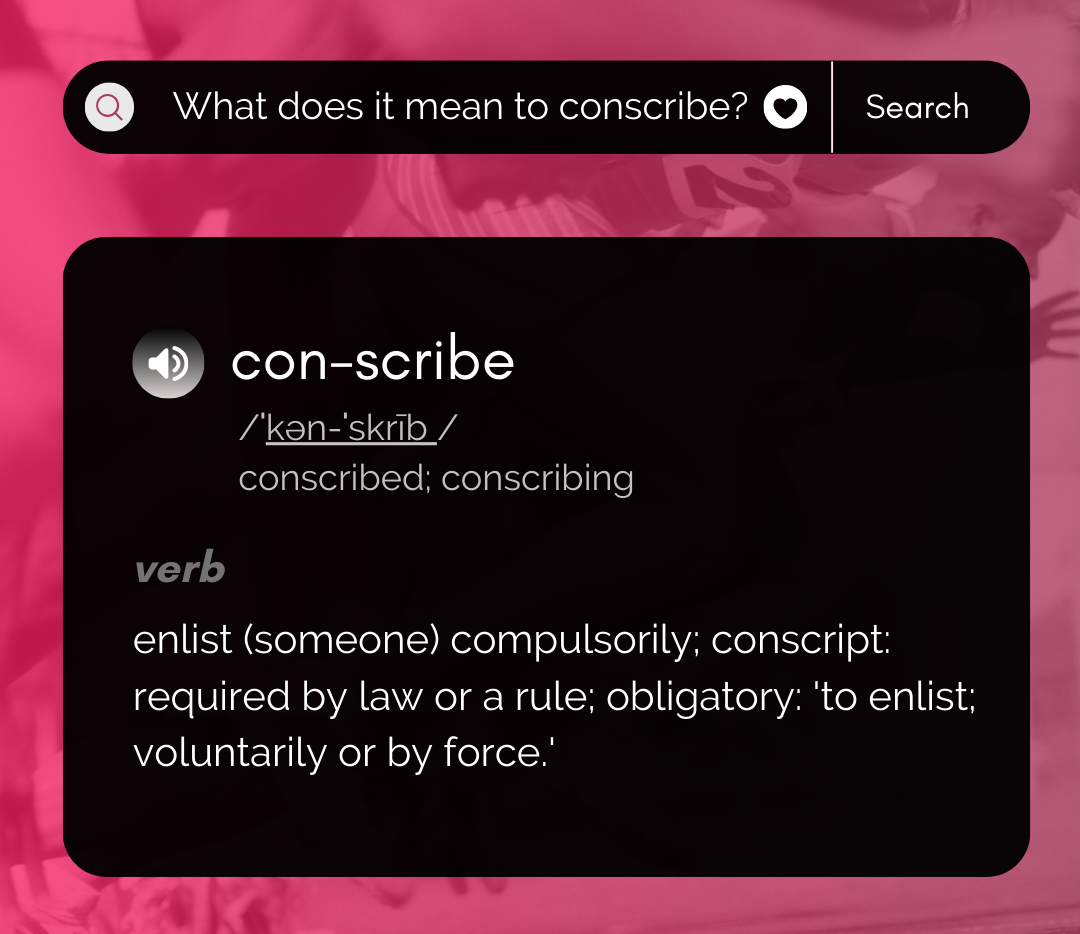 What does it mean to conscribe?
Search
con-scribe
/ˈkən-ˈskrīb /
conscribed; conscribing
verb
enlist (someone) compulsorily; conscript:
required by law or a rule; obligatory: 'to enlist;
voluntarily or by force.'